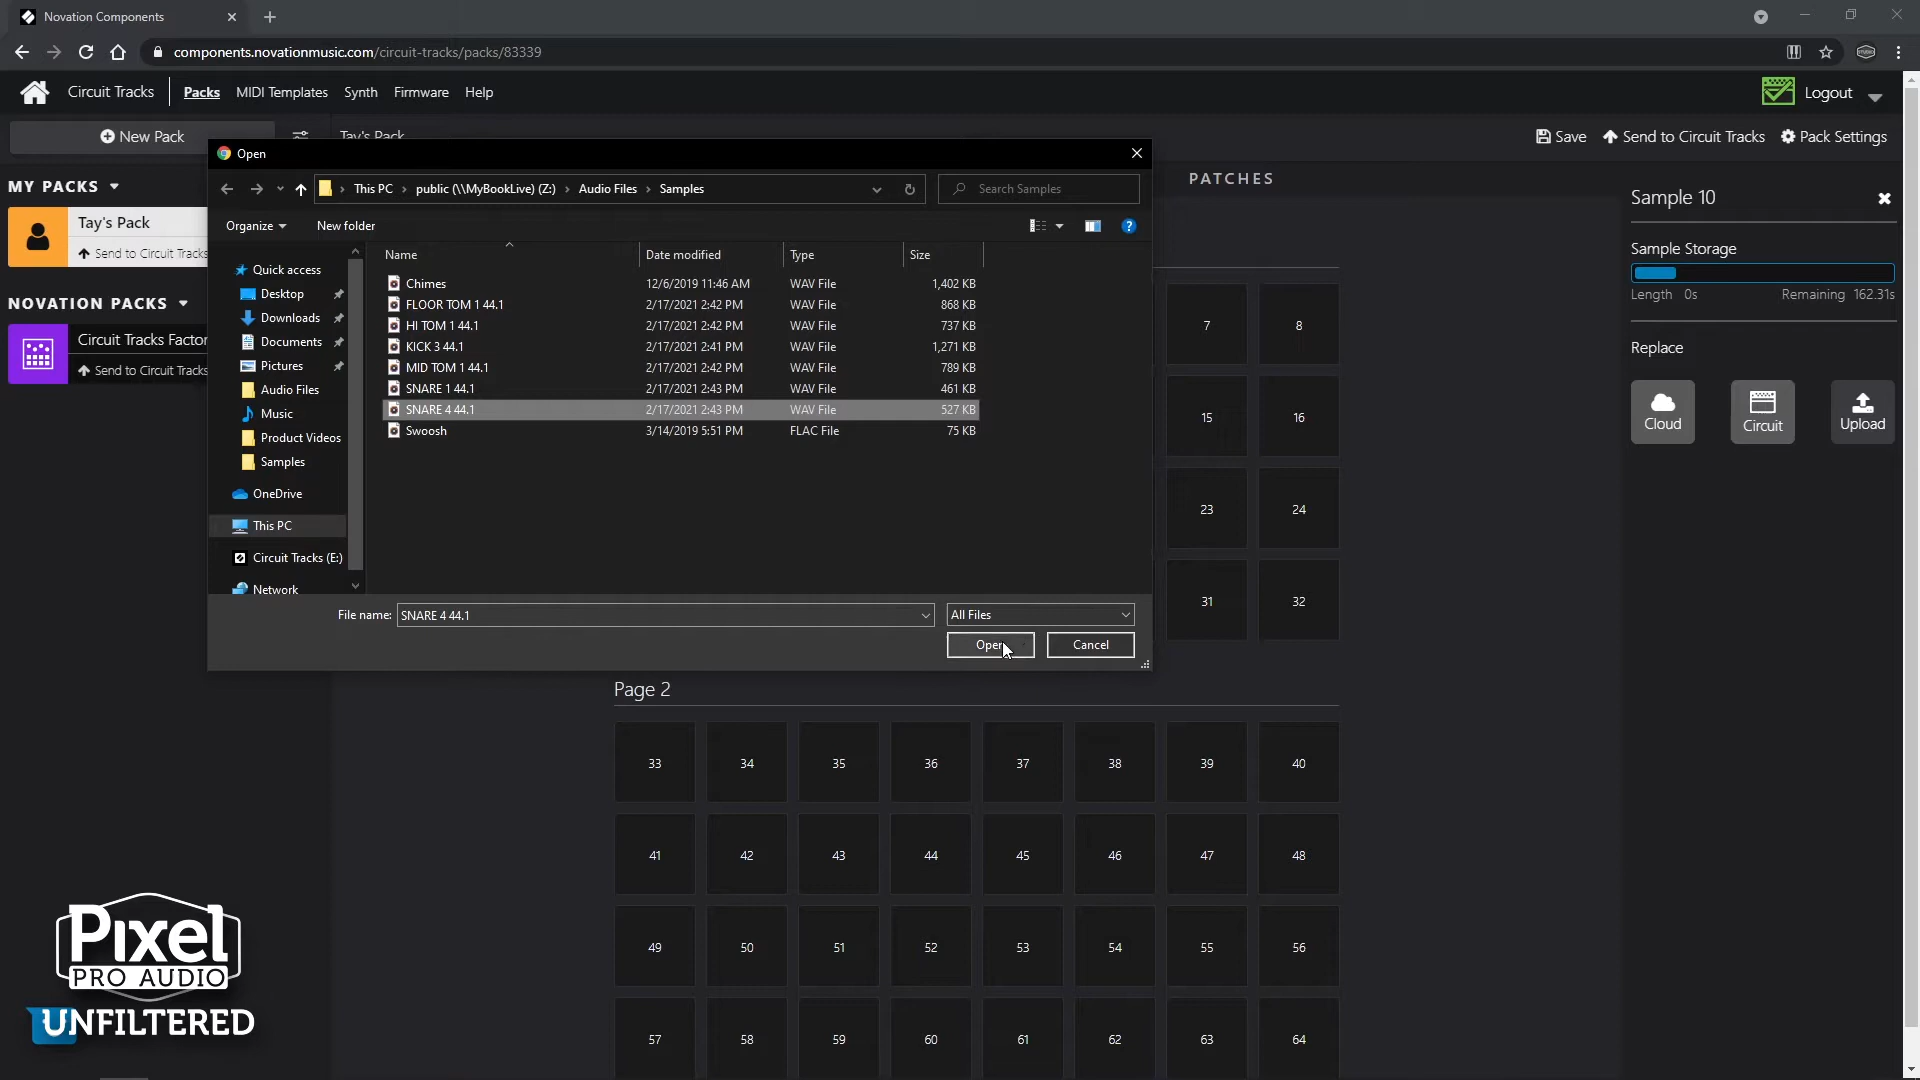 Novation Components
components.novationmusic.com/circuit-tracks/packs/83339
Circuit Tracks
Packs
MIDI Templates
Synth
Firmware
Help
Logout
New Pack
Tay's Pack
Save
Send to Circuit Tracks
Pack Settings
MY PACKS
Tay's Pack
Send to Circuit Tracks
NOVATION PACKS
Circuit Tracks Factor
Send to Circuit Tracks
Open
This PC
public (\\MyBookLive) (Z:)
Audio Files
Samples
Search Samples
Organize
New folder
Quick access
Desktop
Downloads
Documents
Pictures
Audio Files
Music
Product Videos
Samples
OneDrive
This PC
Circuit Tracks (E:)
Network
Name Date modified Type Size
Chimes 12/6/2019 11:46 AM WAV File 1,402 KB
FLOOR TOM 1 44.1 2/17/2021 2:42 PM WAV File 868 KB
HI TOM 1 44.1 2/17/2021 2:42 PM WAV File 737 KB
KICK 3 44.1 2/17/2021 2:41 PM WAV File 1,271 KB
MID TOM 1 44.1 2/17/2021 2:42 PM WAV File 789 KB
SNARE 1 44.1 2/17/2021 2:43 PM WAV File 461 KB
SNARE 4 44.1 2/17/2021 2:43 PM WAV File 527 KB
Swoosh 3/14/2019 5:51 PM FLAC File 75 KB
File name: SNARE 4 44.1
All Files
Open
Cancel
PATCHES
7 8
15 16
23 24
31 32
Page 2
33 34 35 36 37 38 39 40
41 42 43 44 45 46 47 48
49 50 51 52 53 54 55 56
57 58 59 60 61 62 63 64
Sample 10
Sample Storage
Length 0s Remaining 162.31s
Replace
Cloud
Circuit
Upload
Pixel
PRO AUDIO
UNFILTERED